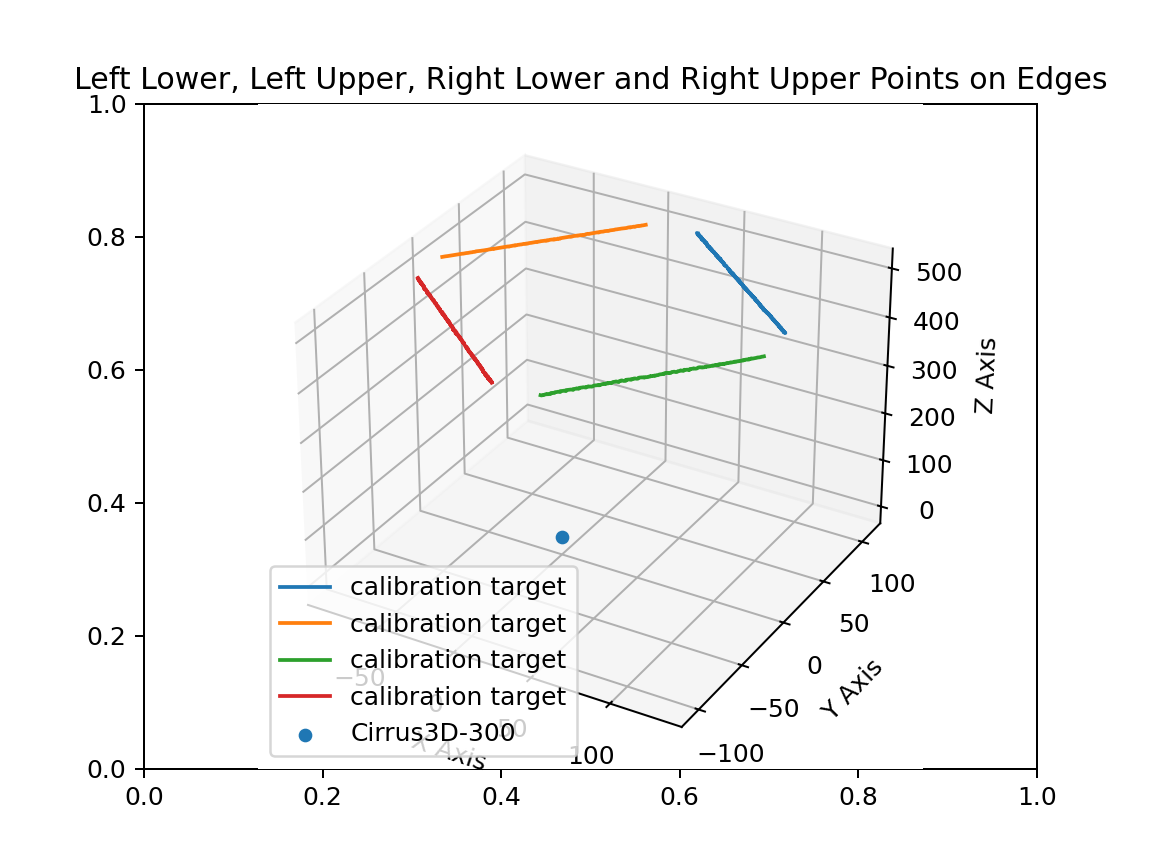 Left Lower, Left Upper, Right Lower and Right Upper Points on Edges
1.0
0.8
0.6
0.4
0.2
0.0
0.0 0.2 0.4 0.6 0.8 1.0
500
400
300
200
100
0
Z Axis
100
50
0
−50
−100
Y Axis
−50
0
50
100
X Axis
calibration target
calibration target
calibration target
calibration target
Cirrus3D-300